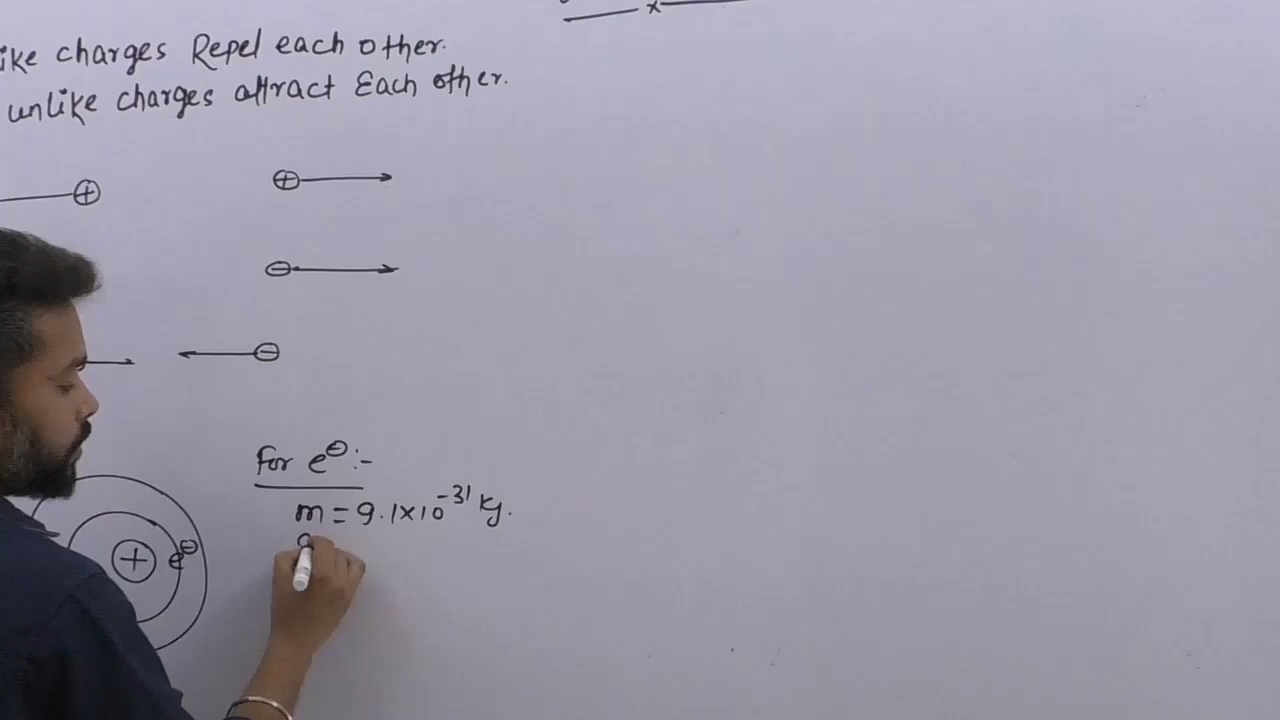 ike charges Repel each other.
unlike charges attract Each other.
+
+
-
-
For e⊖:-
m = 9.1×10⁻³¹ kg.
+ e⊖